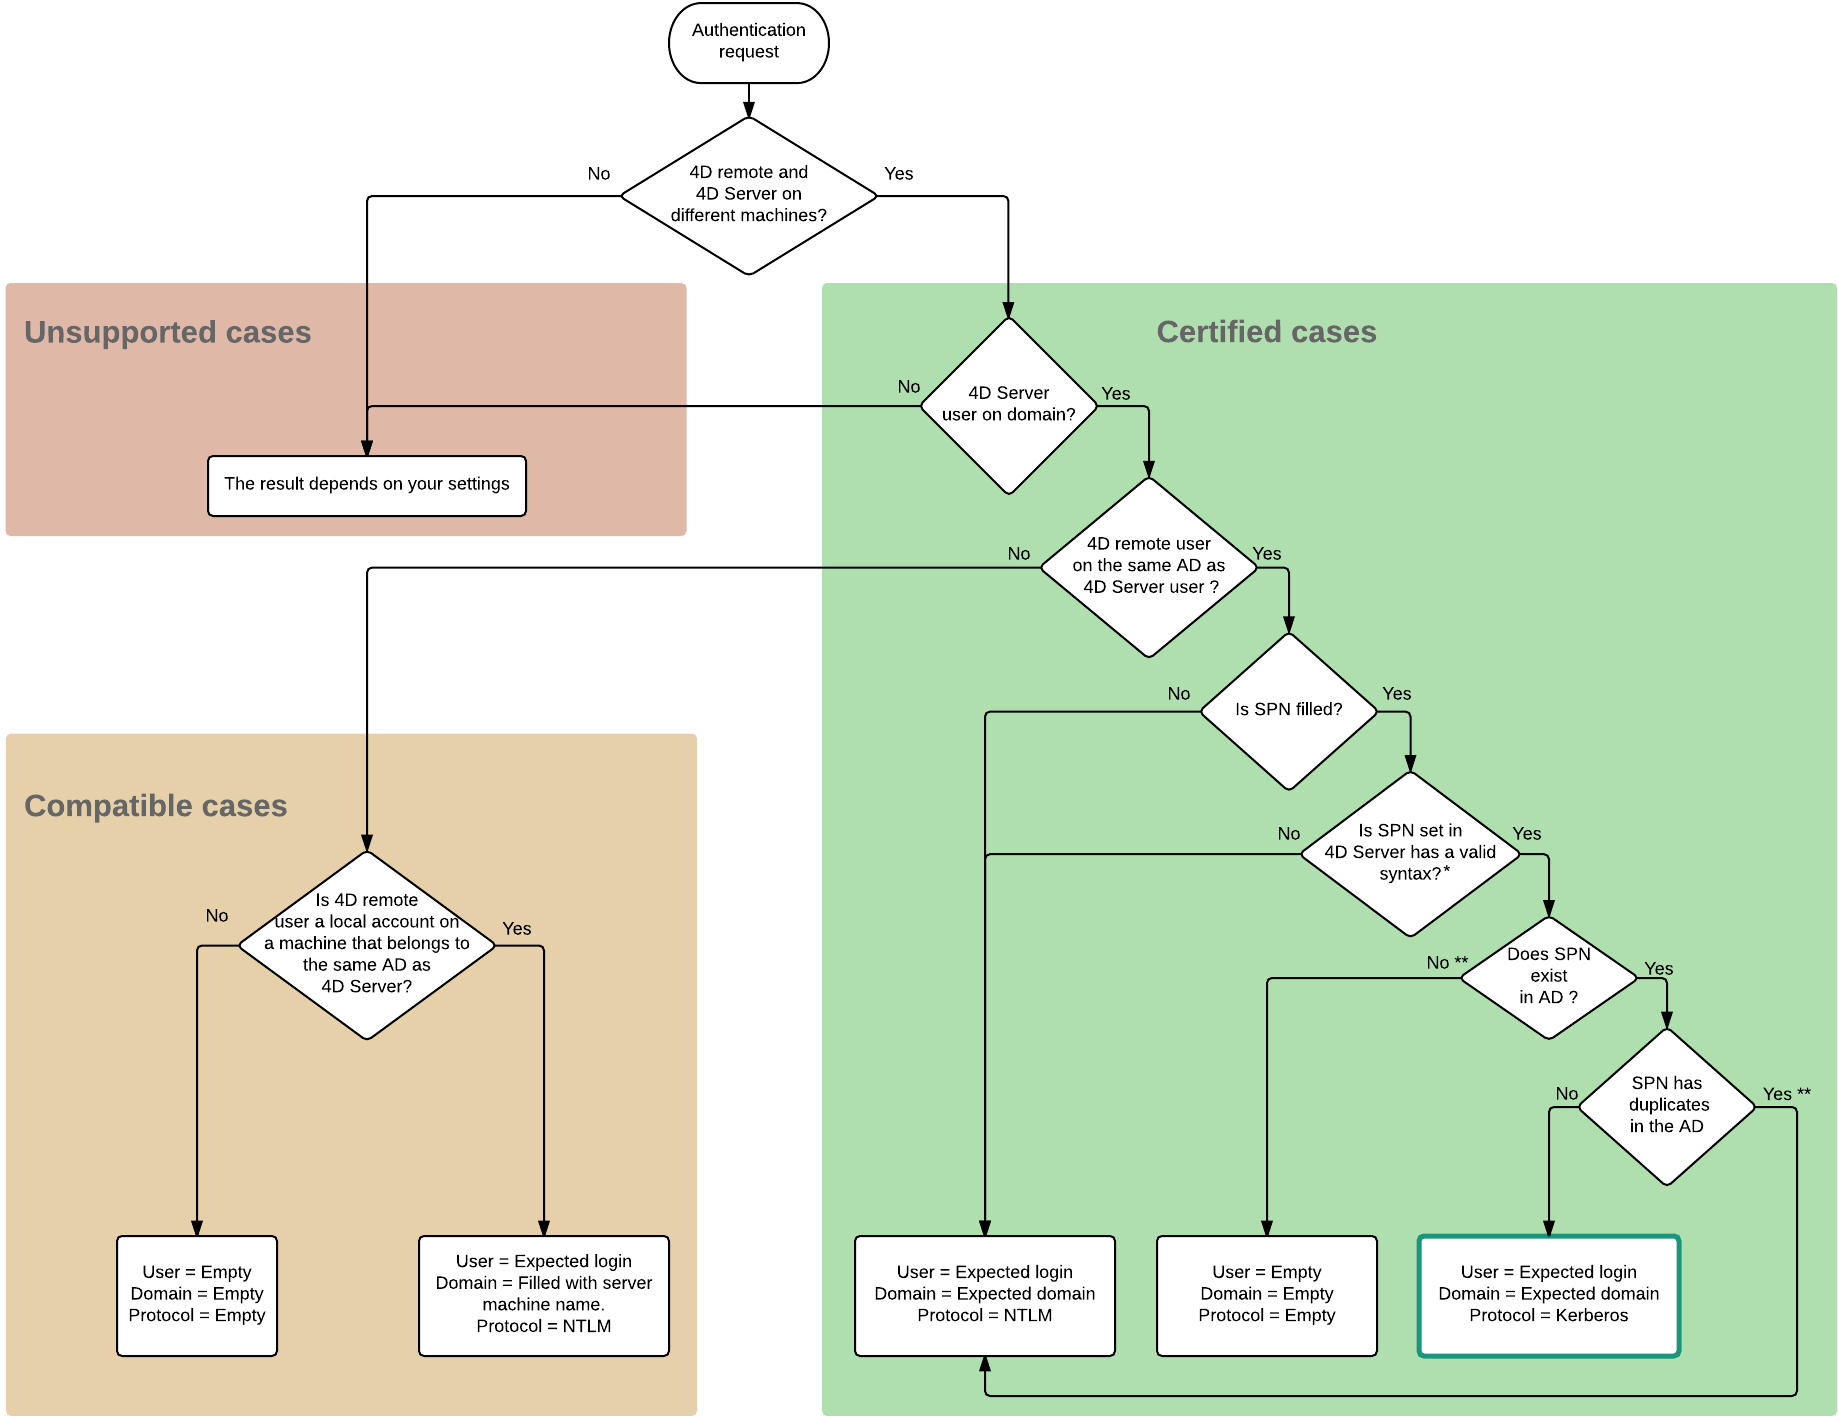 Authentication
request
No
Yes
4D remote and
4D Server on
different machines?
Unsupported cases
Certified cases
No
4D Server
user on domain?
Yes
The result depends on your settings
No
4D remote user
on the same AD as
4D Server user ?
Yes
No
Is SPN filled?
Yes
Compatible cases
No
Is SPN set in
4D Server has a valid
syntax?*
Yes
No
Is 4D remote
user a local account on
a machine that belongs to
the same AD as
4D Server?
Yes
No **
Does SPN
exist
in AD ?
Yes
No
SPN has
duplicates
in the AD
Yes **
User = Empty
Domain = Empty
Protocol = Empty
User = Expected login
Domain = Filled with server
machine name.
Protocol = NTLM
User = Expected login
Domain = Expected domain
Protocol = NTLM
User = Empty
Domain = Empty
Protocol = Empty
User = Expected login
Domain = Expected domain
Protocol = Kerberos